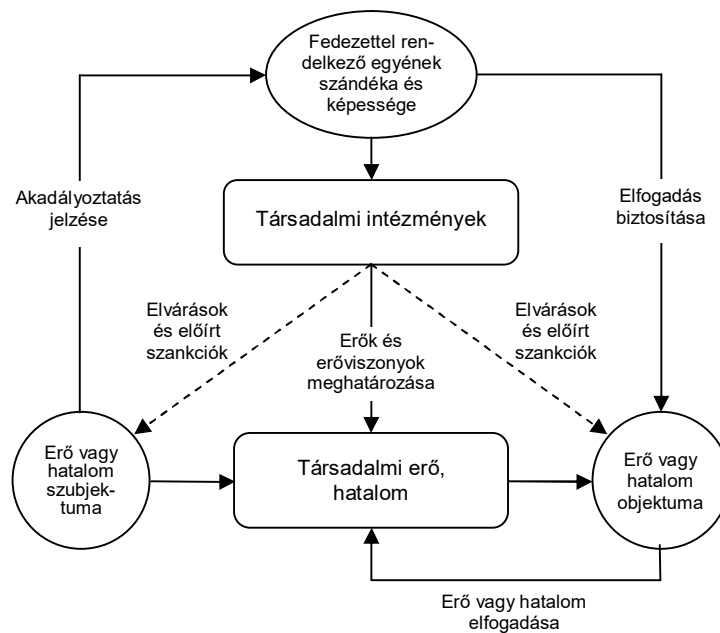 Fedezettel ren-
delkező egyének
szándéka és
képessége
Akadályoztatás
jelzése
Társadalmi intézmények
Elfogadás
biztosítása
Elvárások
és előírt
szankciók
Erők és
erőviszonyok
meghatározása
Elvárások
és előírt
szankciók
Erő vagy
hatalom
szubjek-
tuma
Társadalmi erő,
hatalom
Erő vagy
hatalom
objektuma
Erő vagy hatalom
elfogadása